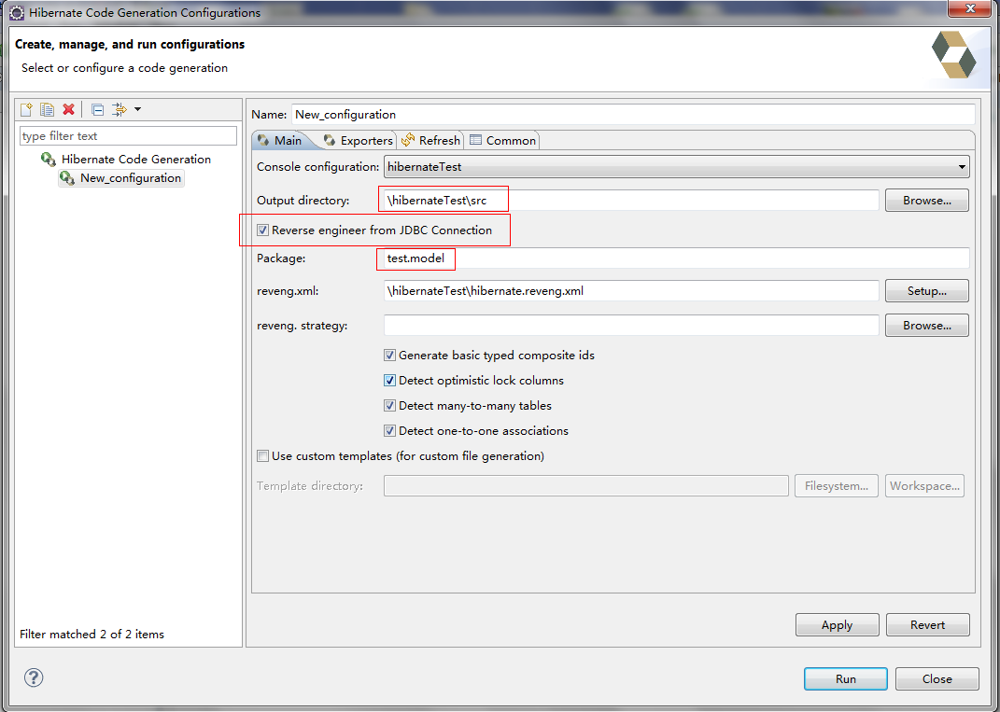 Hibernate Code Generation Configurations
Create, manage, and run configurations
Select or configure a code generation
type filter text
Hibernate Code Generation
New_configuration
Filter matched 2 of 2 items
Name: New_configuration
Main Exporters Refresh Common
Console configuration: hibernateTest
Output directory: \hibernateTest\src Browse...
Reverse engineer from JDBC Connection
Package: test.model
reveng.xml: \hibernateTest\hibernate.reveng.xml Setup...
reveng. strategy: Browse...
Generate basic typed composite ids
Detect optimistic lock columns
Detect many-to-many tables
Detect one-to-one associations
Use custom templates (for custom file generation)
Template directory: Filesystem... Workspace...
Apply Revert
? Run Close